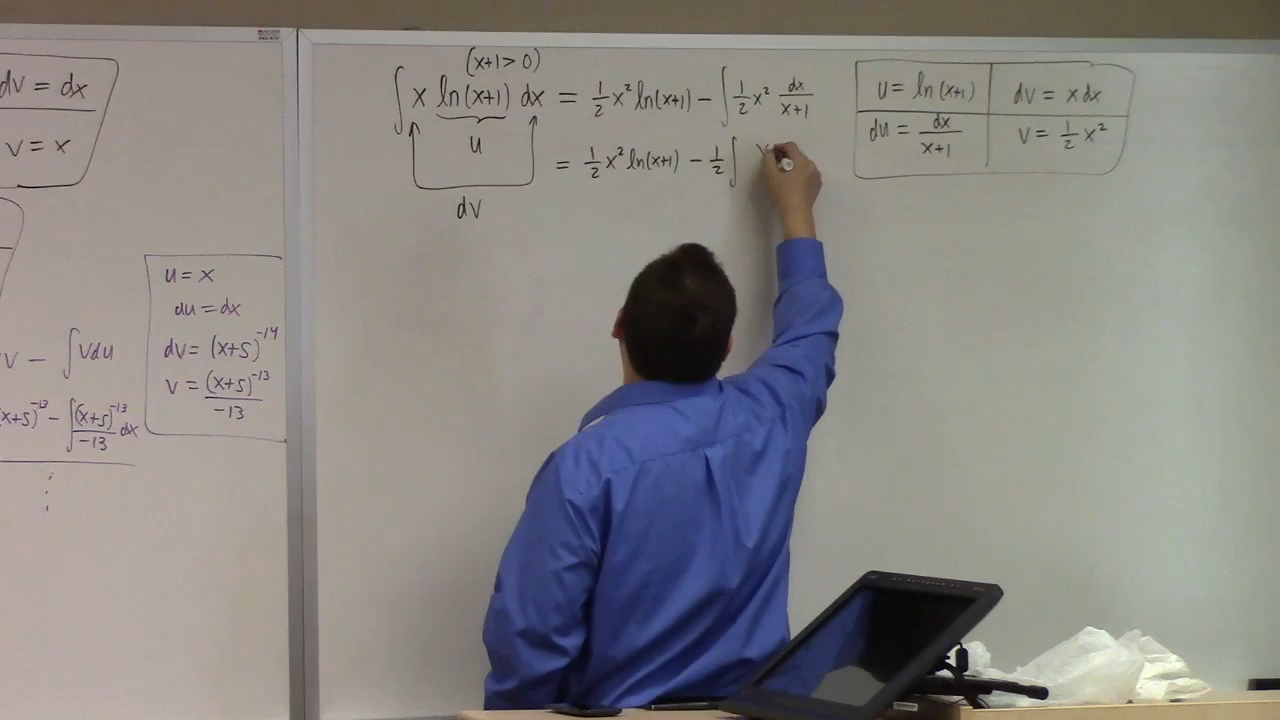 dv = dx
v = x
v − ∫vdu
(x+5)^-13 − ∫(x+5)^-13/-13 dx
u = x
du = dx
dv = (x+5)^-14
v = (x+5)^-13/-13
(x+1 > 0)
∫ x ln(x+1) dx = 1/2 x² ln(x+1) − ∫ 1/2 x² dx/x+1
u
= 1/2 x² ln(x+1) − 1/2 ∫
dv
u = ln(x+1)
dv = x dx
du = dx/x+1
v = 1/2 x²